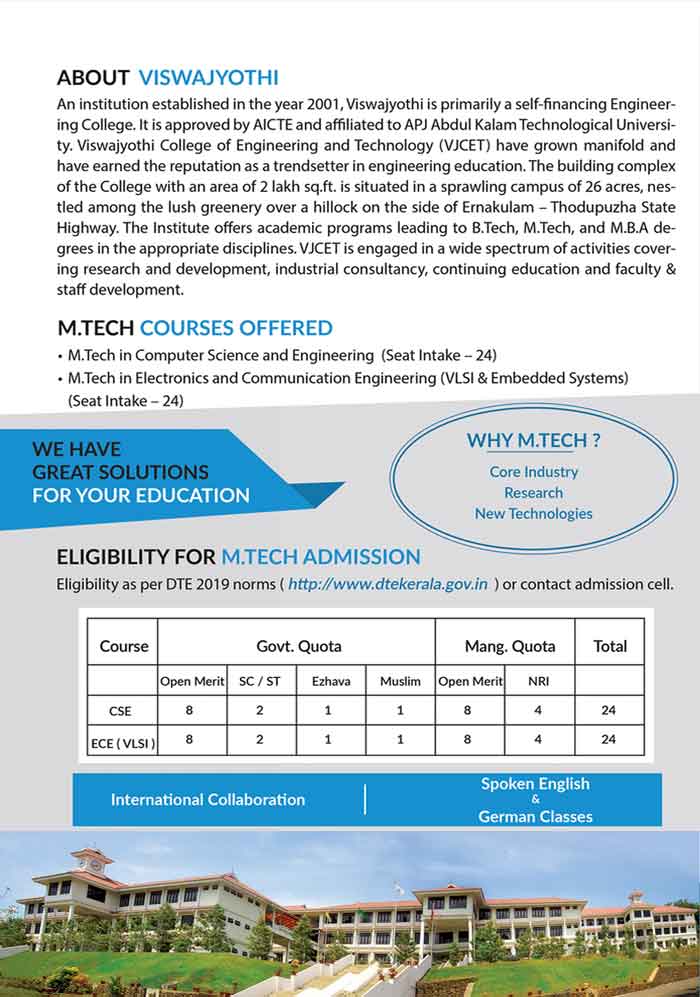 ABOUT VISWAJYOTHI
An institution established in the year 2001, Viswajyothi is primarily a self-financing Engineer-
ing College. It is approved by AICTE and affiliated to APJ Abdul Kalam Technological Universi-
ty. Viswajyothi College of Engineering and Technology (VJCET) have grown manifold and
have earned the reputation as a trendsetter in engineering education. The building complex
of the College with an area of 2 lakh sq.ft. is situated in a sprawling campus of 26 acres, nes-
tled among the lush greenery over a hillock on the side of Ernakulam – Thodupuzha State
Highway. The Institute offers academic programs leading to B.Tech, M.Tech, and M.B.A de-
grees in the appropriate disciplines. VJCET is engaged in a wide spectrum of activities cover-
ing research and development, industrial consultancy, continuing education and faculty &
staff development.
M.TECH COURSES OFFERED
• M.Tech in Computer Science and Engineering (Seat Intake – 24)
• M.Tech in Electronics and Communication Engineering (VLSI & Embedded Systems)
(Seat Intake – 24)
WE HAVE
GREAT SOLUTIONS
FOR YOUR EDUCATION
WHY M.TECH ?
Core Industry
Research
New Technologies
ELIGIBILITY FOR M.TECH ADMISSION
Eligibility as per DTE 2019 norms ( http://www.dtekerala.gov.in ) or contact admission cell.
Course Govt. Quota Mang. Quota Total
Open Merit SC / ST Ezhava Muslim Open Merit NRI
CSE 8 2 1 1 8 4 24
ECE ( VLSI ) 8 2 1 1 8 4 24
International Collaboration
Spoken English
&
German Classes